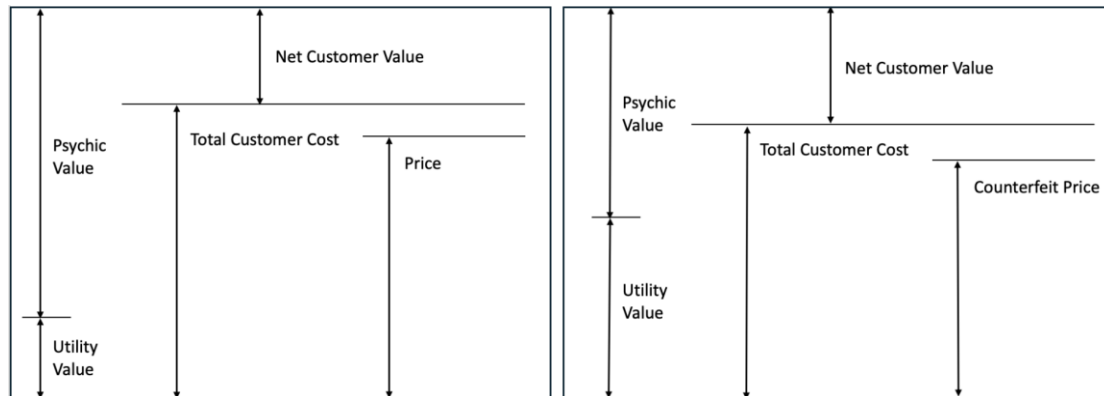 Net Customer Value
Psychic
Value
Total Customer Cost
Price
Utility
Value
Net Customer Value
Psychic
Value
Total Customer Cost
Counterfeit Price
Utility
Value